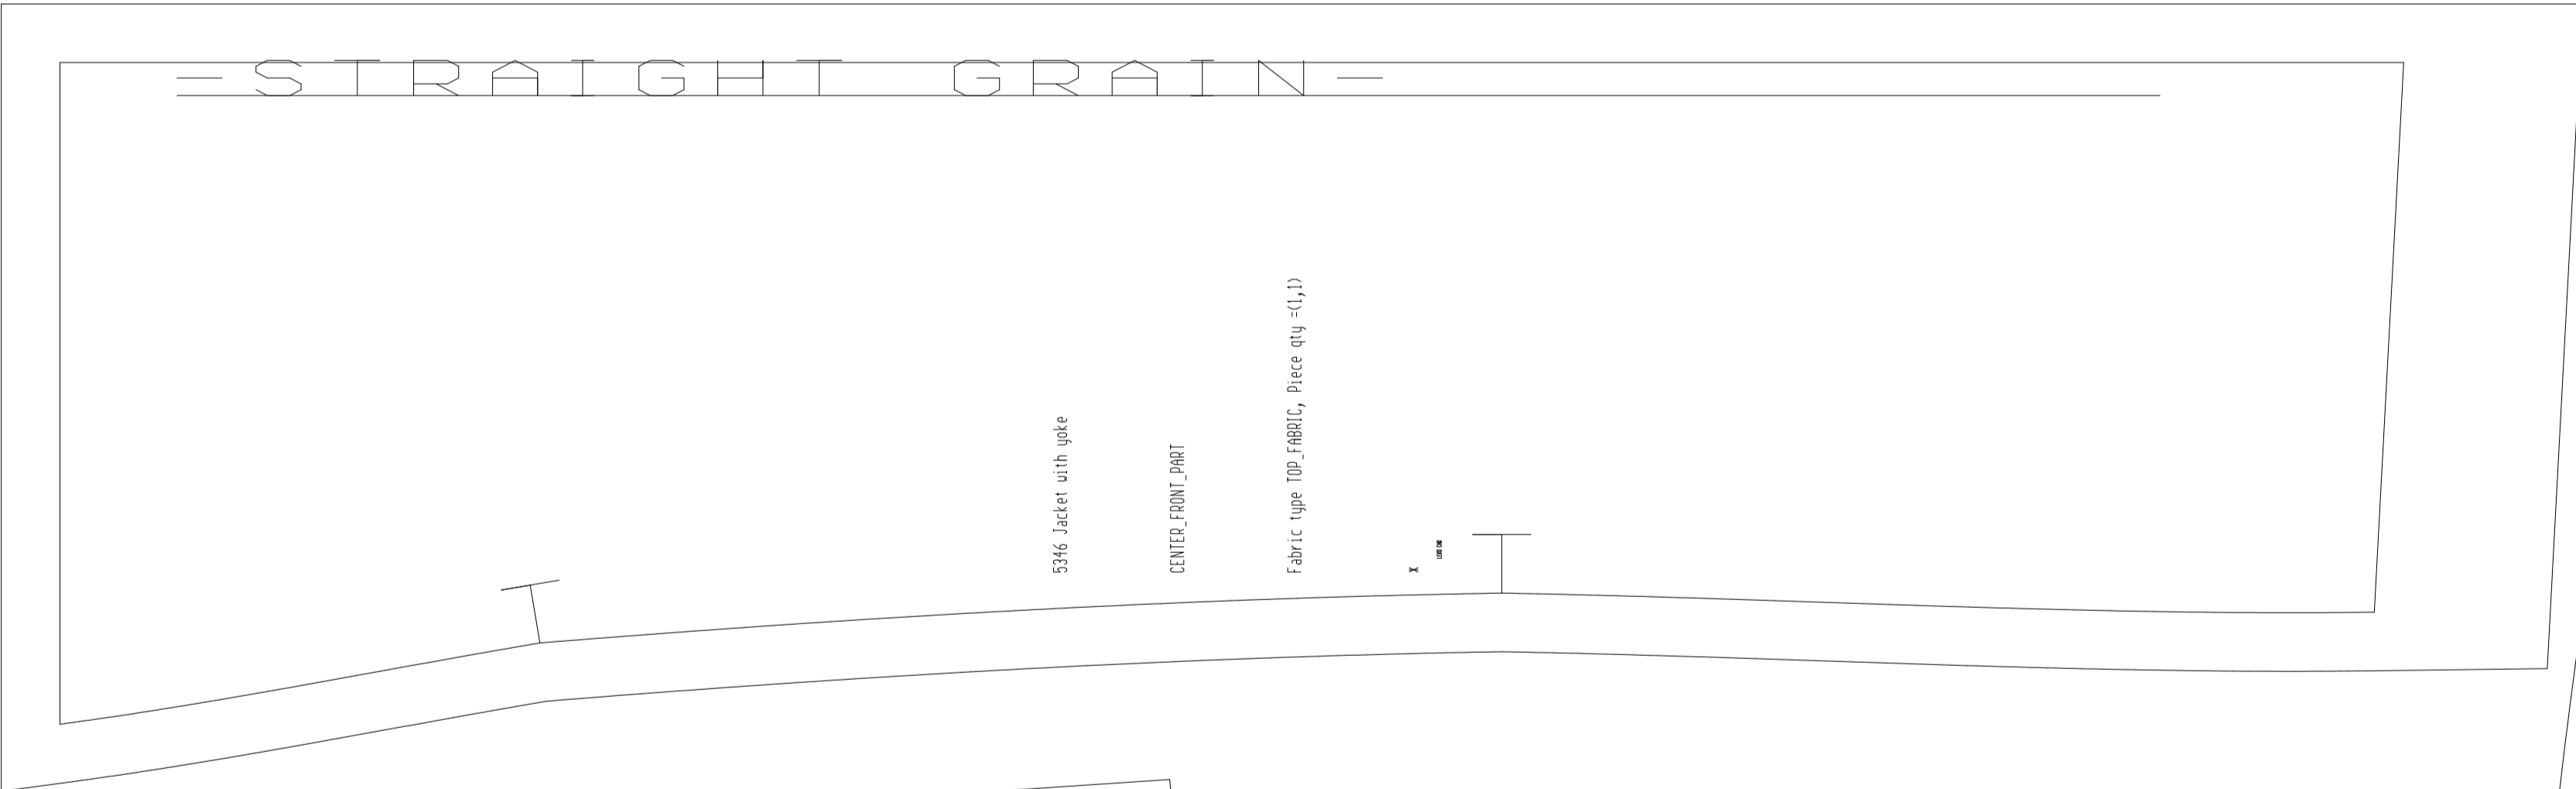 -STRAIGHT GRAIN-
5346 Jacket with yoke
CENTER_FRONT_PART
Fabric type TOP_FABRIC, Piece qty =(1,1)